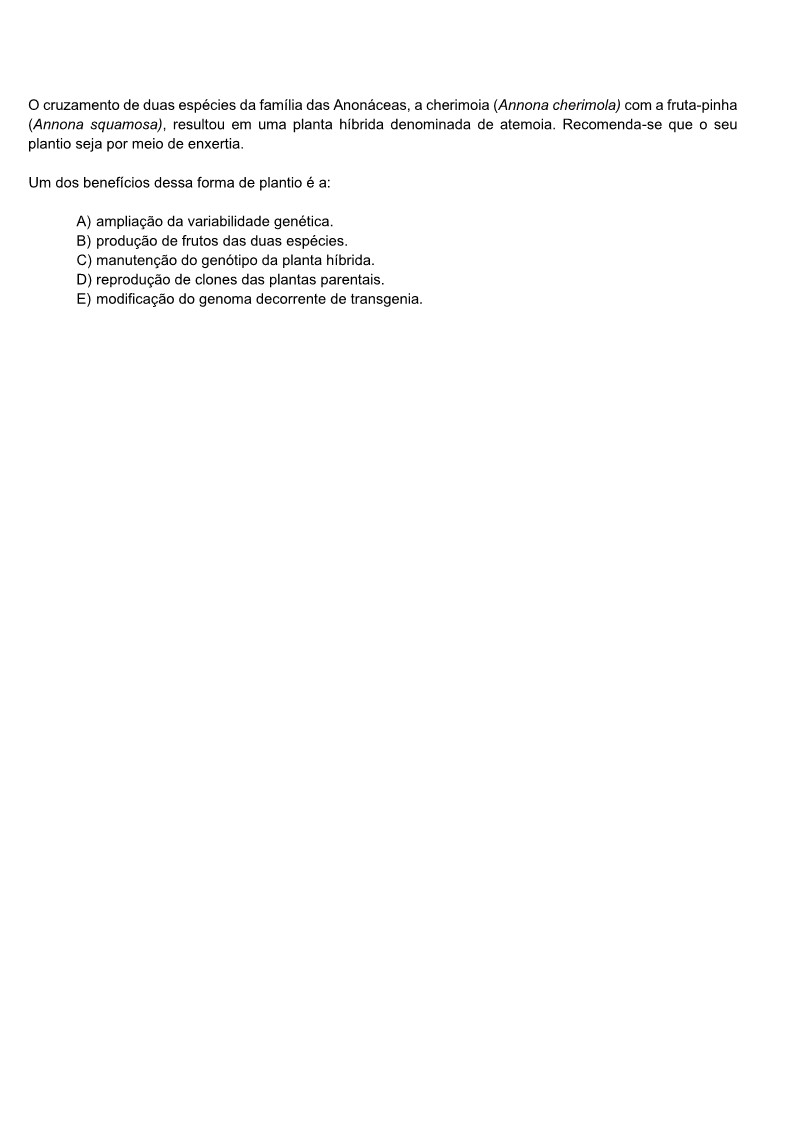 O cruzamento de duas espécies da família das Anonáceas, a cherimoia (Annona cherimola) com a fruta-pinha
(Annona squamosa), resultou em uma planta híbrida denominada de atemoia. Recomenda-se que o seu
plantio seja por meio de enxertia.
Um dos benefícios dessa forma de plantio é a:
A) ampliação da variabilidade genética.
B) produção de frutos das duas espécies.
C) manutenção do genótipo da planta híbrida.
D) reprodução de clones das plantas parentais.
E) modificação do genoma decorrente de transgenia.